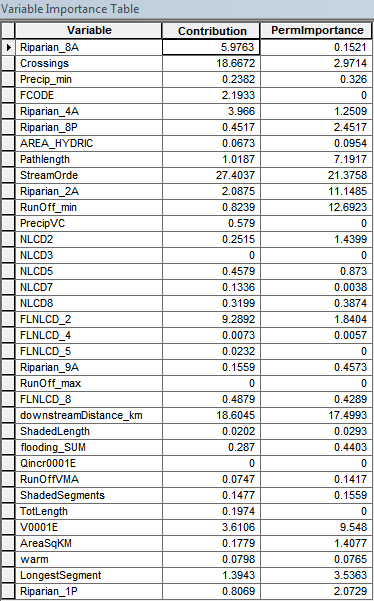 Variable Importance Table
Variable Contribution PermImportance
Riparian_8A 5.9763 0.1521
Crossings 18.6672 2.9714
Precip_min 0.2382 0.326
FCODE 2.1933 0
Riparian_4A 3.966 1.2509
Riparian_8P 0.4517 2.4517
AREA_HYDRIC 0.0673 0.0954
Pathlength 1.0187 7.1917
StreamOrde 27.4037 21.3758
Riparian_2A 2.0875 11.1485
RunOff_min 0.8239 12.6923
PrecipVC 0.579 0
NLCD2 0.2515 1.4399
NLCD3 0 0
NLCD5 0.4579 0.873
NLCD7 0.1336 0.0038
NLCD8 0.3199 0.3874
FLNLCD_2 9.2892 1.8404
FLNLCD_4 0.0073 0.0057
FLNLCD_5 0.0232 0
Riparian_9A 0.1559 0.4573
RunOff_max 0 0
FLNLCD_8 0.4879 0.4289
downstreamDistance_km 18.6045 17.4993
ShadedLength 0.0202 0.0293
flooding_SUM 0.287 0.4403
Qincr0001E 0 0
RunOffVMA 0.0747 0.1417
ShadedSegments 0.1477 0.1559
TotLength 0.1974 0
V0001E 3.6106 9.548
AreaSqKM 0.1779 1.4077
warm 0.0798 0.0765
LongestSegment 1.3943 3.5363
Riparian_1P 0.8069 2.0729